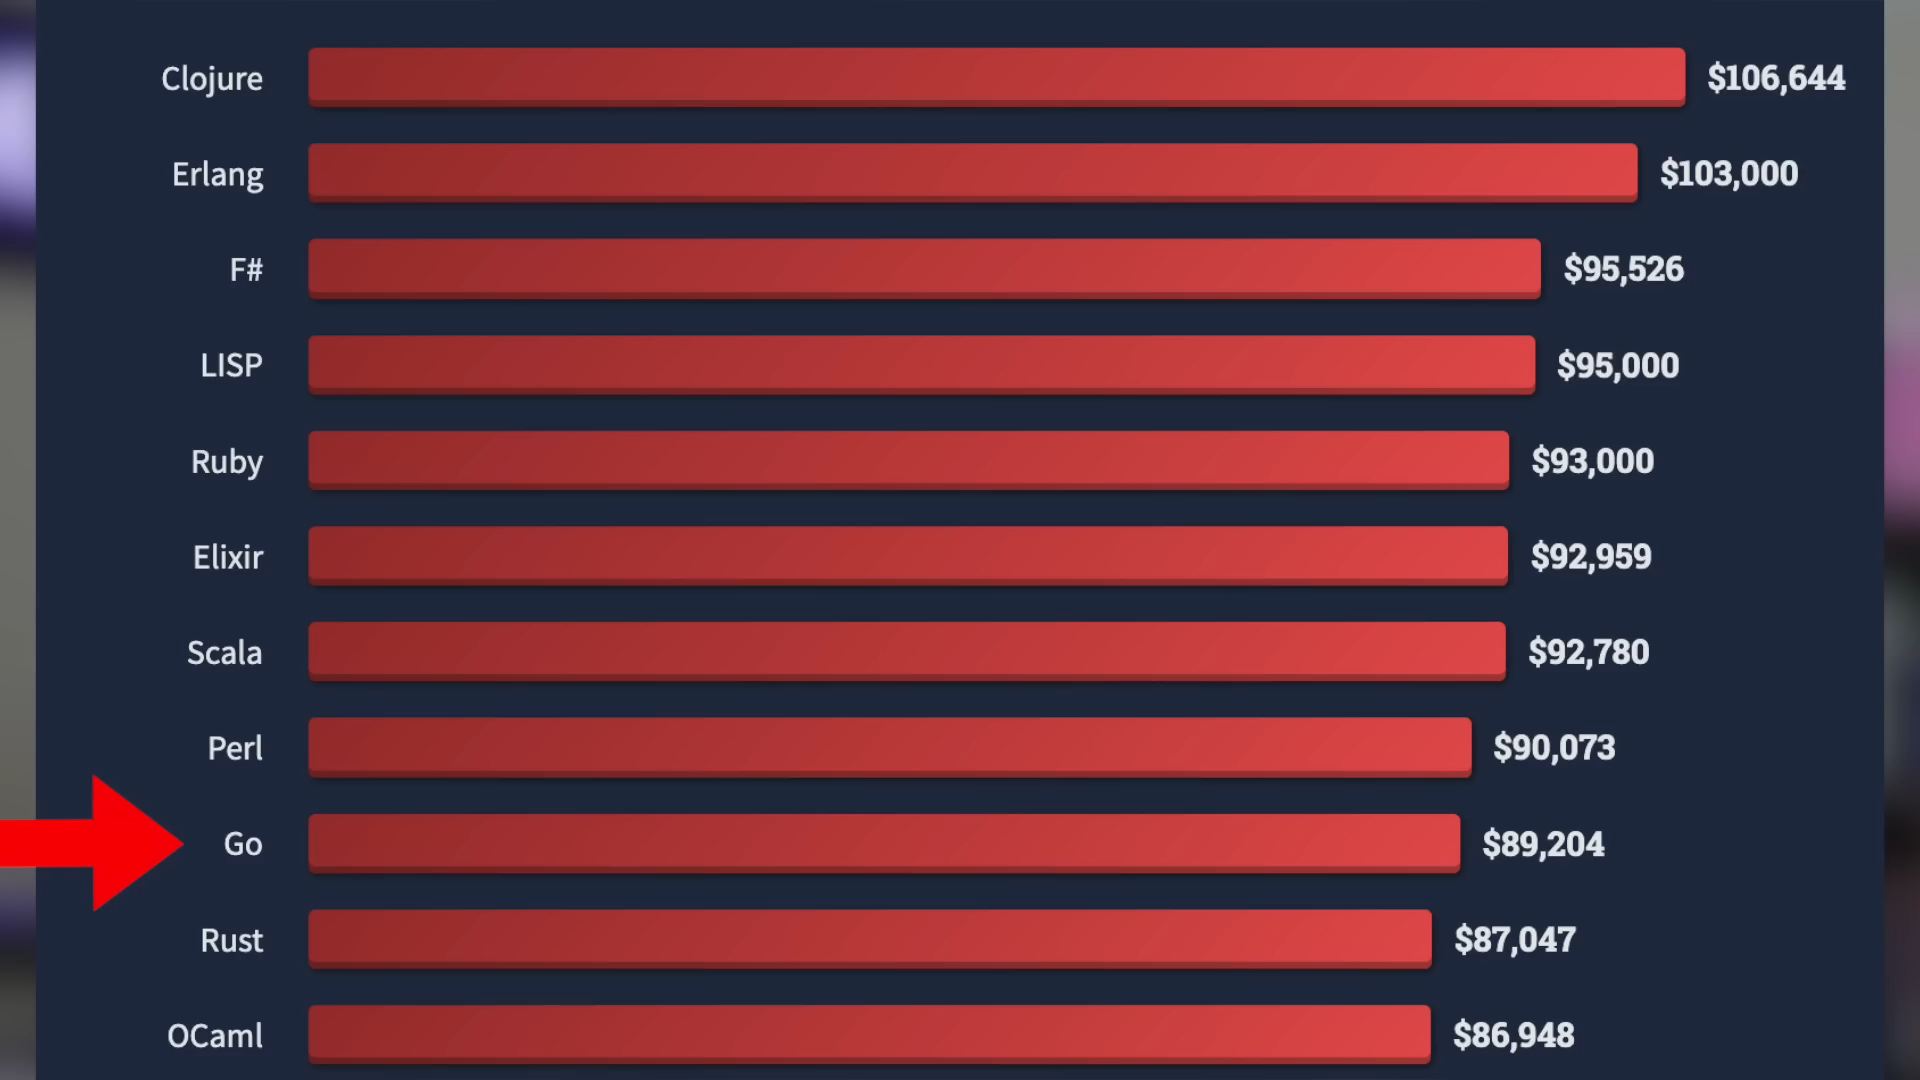 Clojure $106,644
Erlang $103,000
F# $95,526
LISP $95,000
Ruby $93,000
Elixir $92,959
Scala $92,780
Perl $90,073
Go $89,204
Rust $87,047
OCaml $86,948